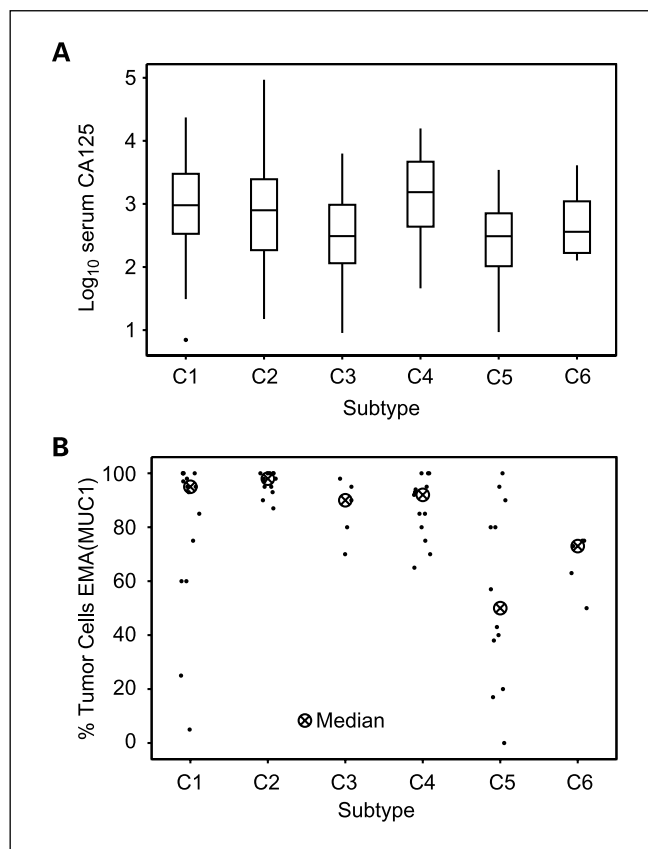 A
Log10 serum CA125
5
4
3
2
1
C1 C2 C3 C4 C5 C6
Subtype
B
% Tumor Cells EMA(MUC1)
100
80
60
40
20
0
Median
C1 C2 C3 C4 C5 C6
Subtype